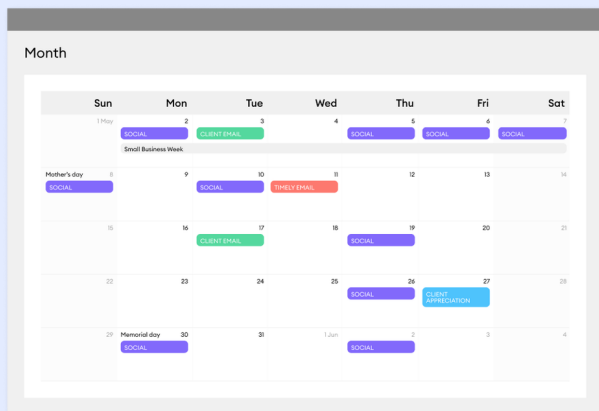 Month
Sun Mon Tue Wed Thu Fri Sat
1 May 2 3 4 5 6 7
SOCIAL CLIENT EMAIL SOCIAL SOCIAL SOCIAL
Small Business Week
Mother's day 8 9 10 11 12 13 14
SOCIAL SOCIAL TIMELY EMAIL
15 16 17 18 19 20 21
CLIENT EMAIL SOCIAL
22 23 24 25 26 27 28
SOCIAL CLIENT
APPRECIATION
29 Memorial day 30 31 1 Jun 2 3 4
SOCIAL SOCIAL